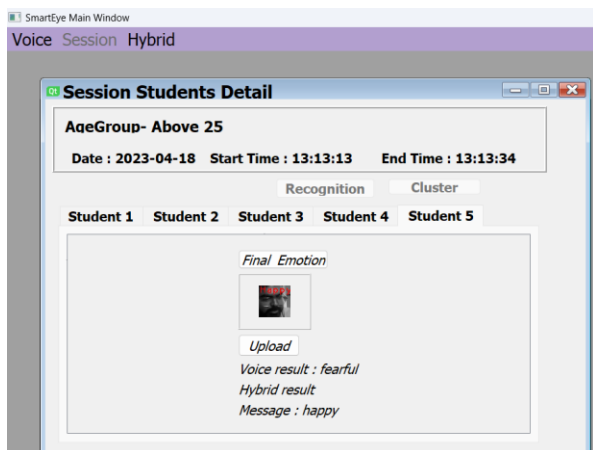 SmartEye Main Window
Voice Session Hybrid
Qt Session Students Detail
AgeGroup- Above 25
Date : 2023-04-18 Start Time : 13:13:13 End Time : 13:13:34
Recognition Cluster
Student 1 Student 2 Student 3 Student 4 Student 5
Final Emotion
Upload
Voice result : fearful
Hybrid result
Message : happy